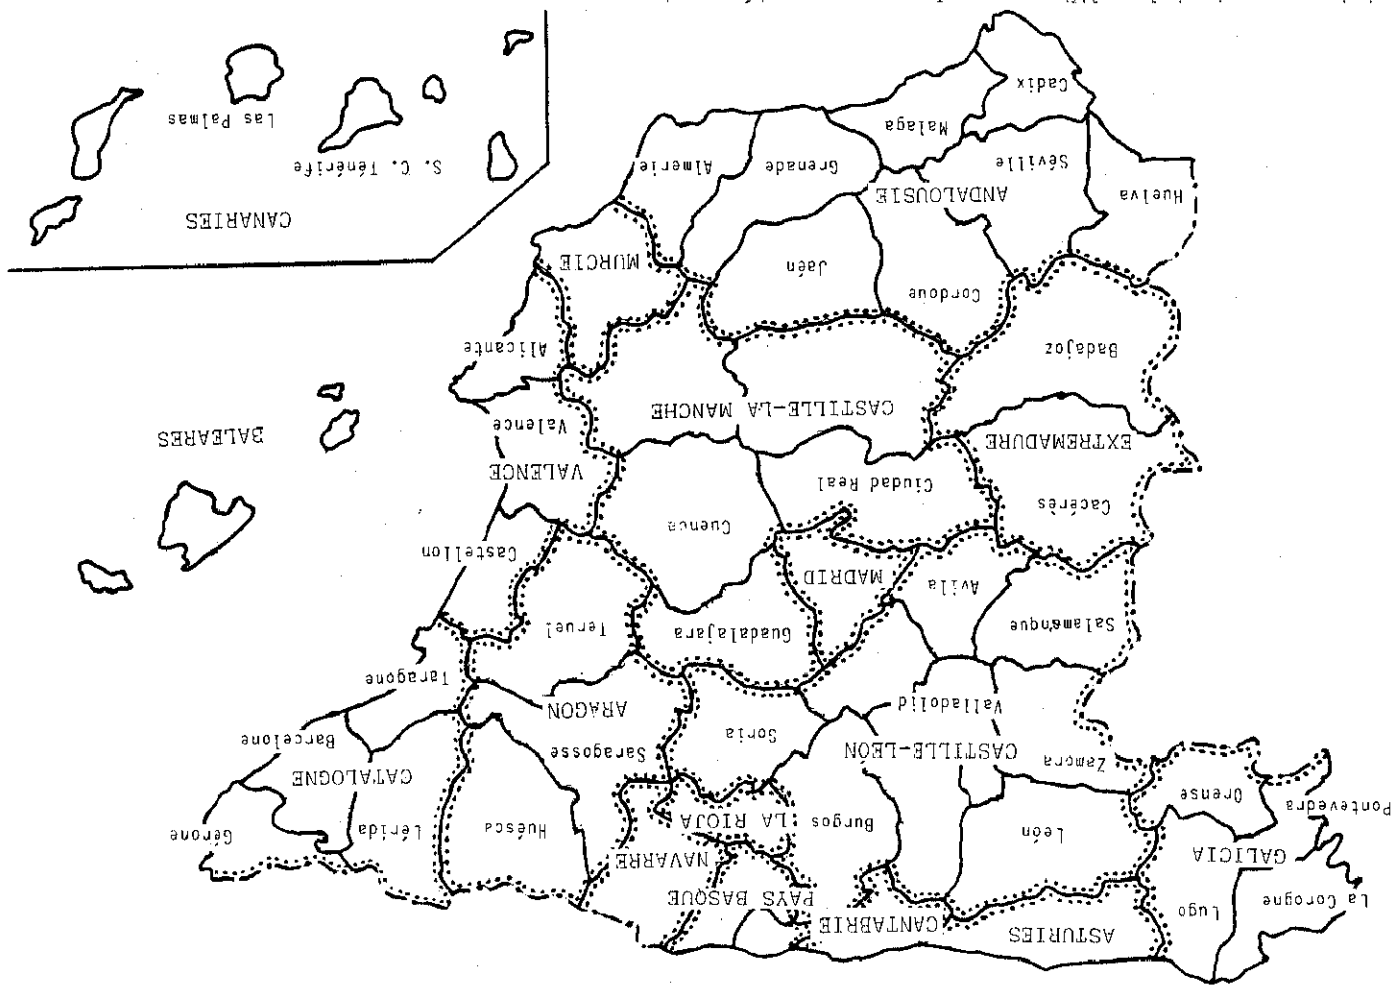 La Corogne
Lugo
ASTURIES
CANTABRIE
PAYS BASQUE
GALICIA
NAVARRE
Pontevedra
Orense
León
Burgos
LA RIOJA
Huésca
Lérida
Gérone
Zamora
CASTILLE-LEON
Saragosse
CATALOGNE
Barcelone
Valladolid
Soria
ARAGON
Taragone
Salamanque
Avila
MADRID
Guadalajara
Teruel
Castellon
Cacérès
Ciudad Real
Cuenca
VALENCE
Valence
BALEARES
EXTREMADURE
CASTILLE-LA MANCHE
Badajoz
Alicante
Cordoue
Jaén
MURCIE
Huelva
Séville
ANDALOUSIE
Grenade
Almerie
Malaga
Cadix
CANARIES
S. C. Ténérife
Las Palmas